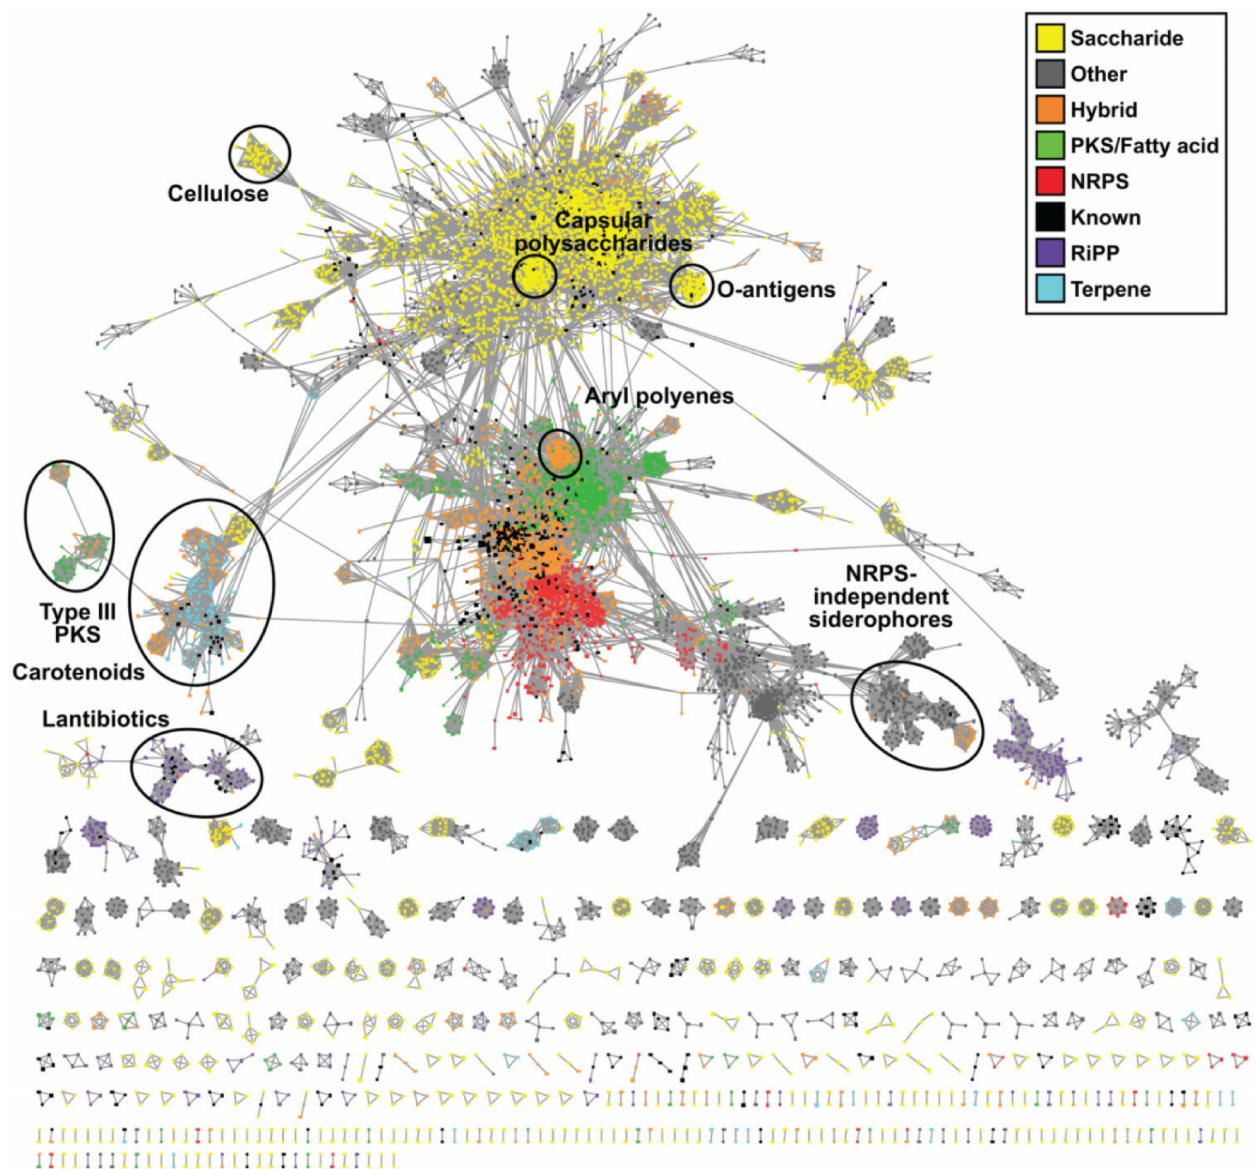 Saccharide
Other
Hybrid
PKS/Fatty acid
NRPS
Known
RiPP
Terpene
Cellulose
Capsular
polysaccharides
O-antigens
Aryl polyenes
NRPS-
independent
siderophores
Type III
PKS
Carotenoids
Lantibiotics